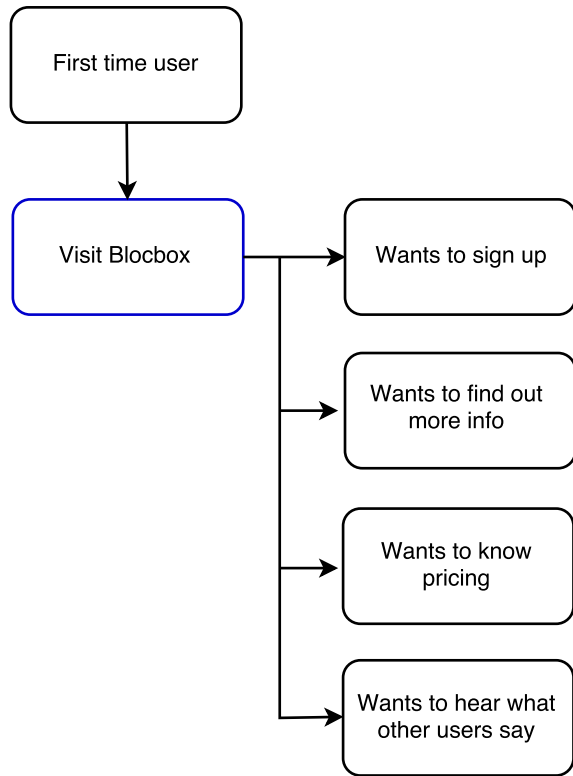 First time user
Visit Blocbox
Wants to sign up
Wants to find out
more info
Wants to know
pricing
Wants to hear what
other users say